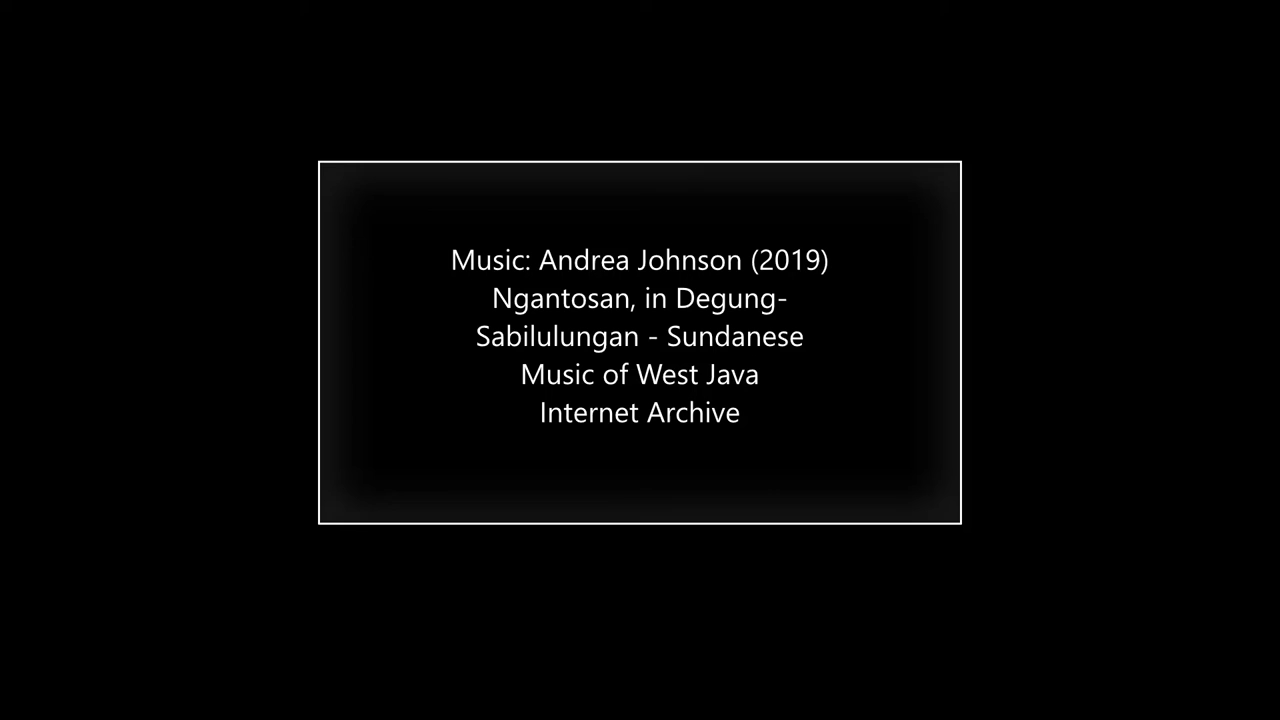 Music: Andrea Johnson (2019)
Ngantosan, in Degung-
Sabilulungan - Sundanese
Music of West Java
Internet Archive